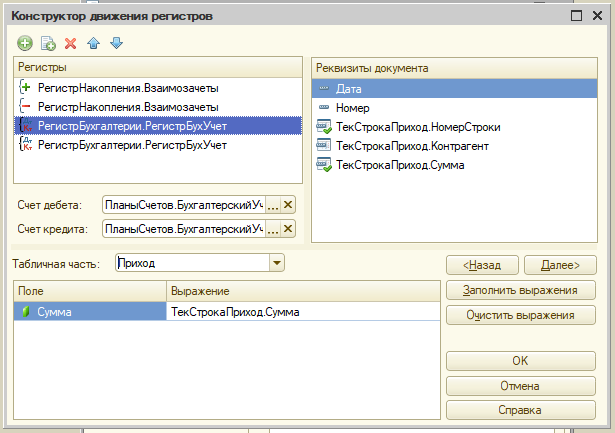 Конструктор движения регистров
Регистры
РегистрНакопления.Взаимозачеты
РегистрНакопления.Взаимозачеты
РегистрБухгалтерии.РегистрБухУчет
РегистрБухгалтерии.РегистрБухУчет
Реквизиты документа
Дата
Номер
ТекСтрокаПриход.НомерСтроки
ТекСтрокаПриход.Контрагент
ТекСтрокаПриход.Сумма
Счет дебета: ПланыСчетов.БухгалтерскийУч ...
Счет кредита: ПланыСчетов.БухгалтерскийУч ...
Табличная часть: Приход
<Назад Далее>
Поле Выражение
Сумма ТекСтрокаПриход.Сумма
Заполнить выражения
Очистить выражения
OK
Отмена
Справка